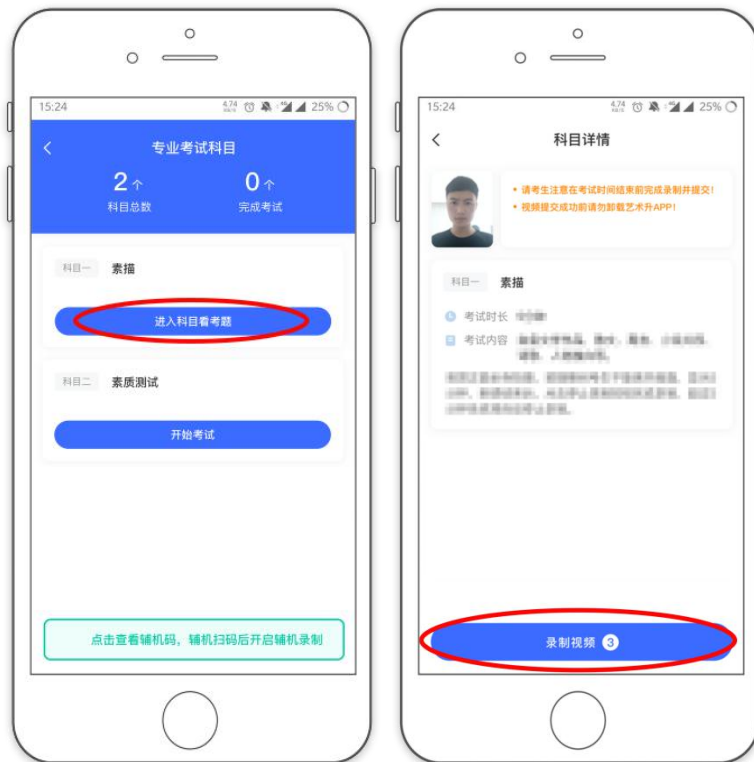 15:24
4.74
25%
专业考试科目
2个
0个
科目总数
完成考试
科目一 素描
进入科目看考题
科目二 素质测试
开始考试
点击查看辅机码，辅机扫码后开启辅机录制
15:24
4.74
25%
科目详情
• 请考生注意在考试时间结束前完成录制并提交！
• 视频提交成功前请勿卸载艺术升APP！
科目一 素描
考试时长
考试内容
录制视频 3